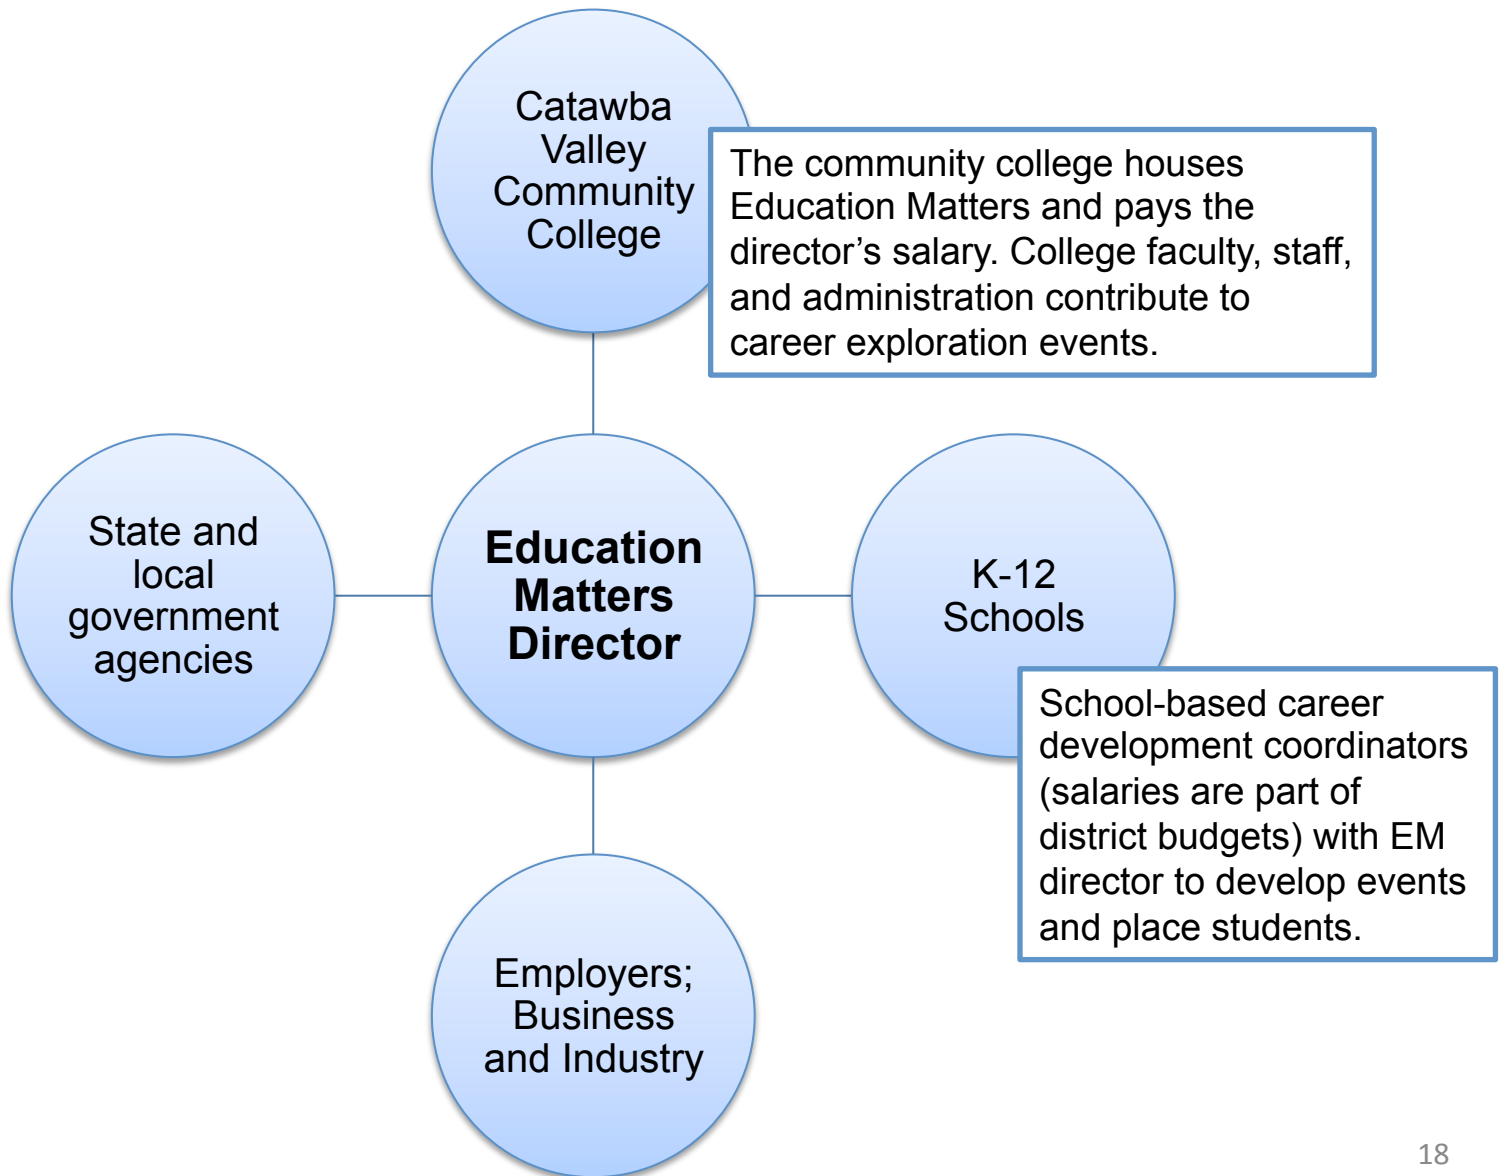 Catawba
Valley
Community
College
The community college houses
Education Matters and pays the
director’s salary. College faculty, staff,
and administration contribute to
career exploration events.
State and
local
government
agencies
Education
Matters
Director
K-12
Schools
School-based career
development coordinators
(salaries are part of
district budgets) with EM
director to develop events
and place students.
Employers;
Business
and Industry
18